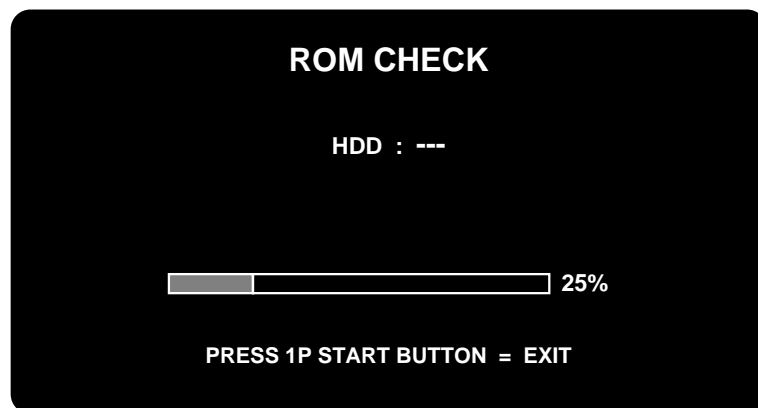 ROM CHECK
HDD : ---
25%
PRESS 1P START BUTTON = EXIT